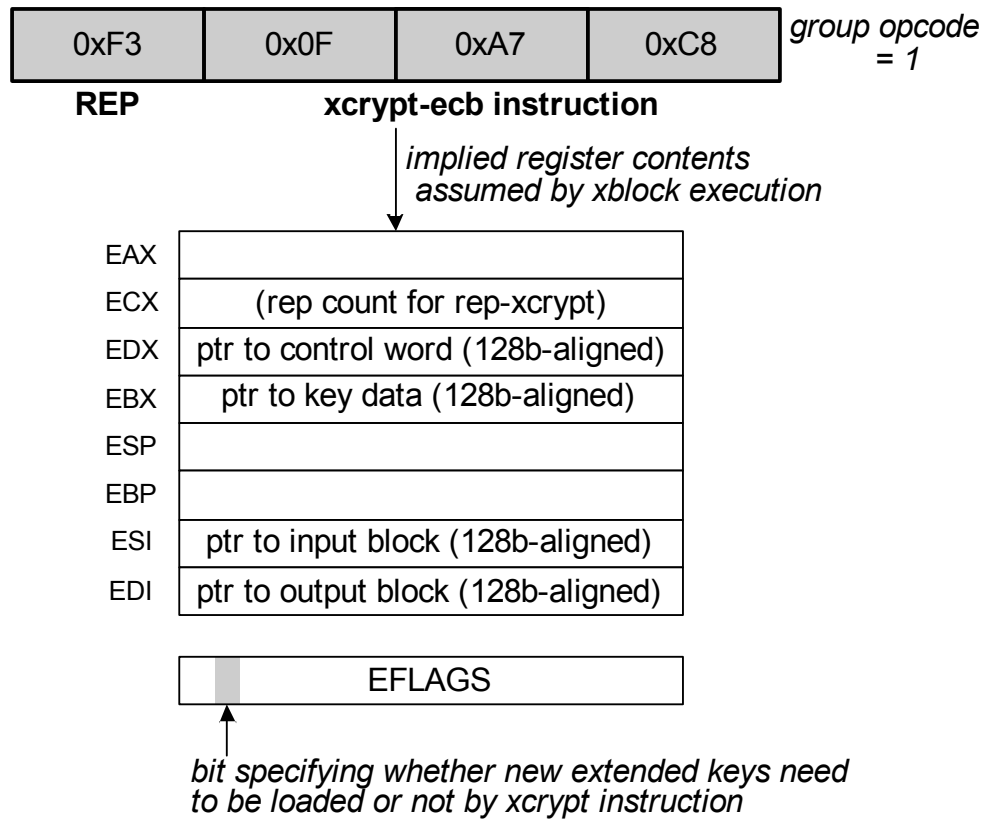 0xF3 0x0F 0xA7 0xC8 group opcode
= 1
REP xcrypt-ecb instruction
implied register contents
assumed by xblock execution
EAX
ECX (rep count for rep-xcrypt)
EDX ptr to control word (128b-aligned)
EBX ptr to key data (128b-aligned)
ESP
EBP
ESI ptr to input block (128b-aligned)
EDI ptr to output block (128b-aligned)
EFLAGS
bit specifying whether new extended keys need
to be loaded or not by xcrypt instruction